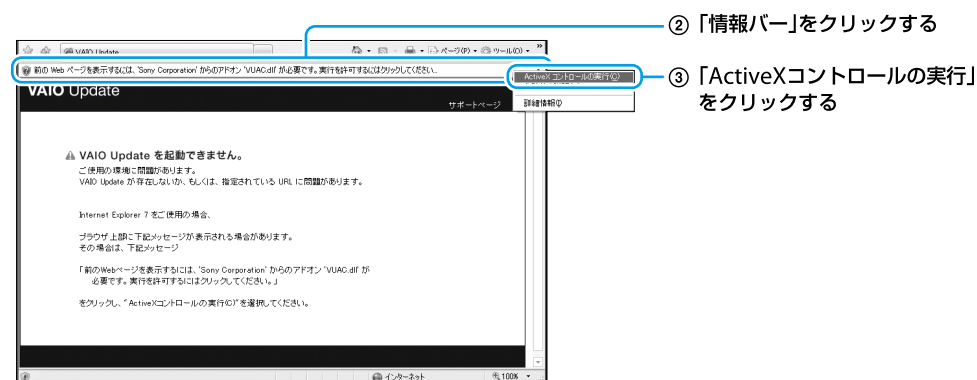 ②「情報バー」をクリックする
VAIO Update
ページ(P)
ツール(O)
前の Web ページを表示するには、'Sony Corporation' からのアドオン 'VUAC.dll' が必要です。実行を許可するにはクリックしてください...
ActiveX コントロールの実行(C)
③「ActiveXコントロールの実行」
をクリックする
VAIO Update
サポートページ
詳細情報(I)
VAIO Update を起動できません。
ご使用の環境に問題があります。
VAIO Update が存在しないか、もしくは、指定されている URL に問題があります。
Internet Explorer 7 をご使用の場合、
ブラウザ上部に下記メッセージが表示される場合があります。
その場合は、下記メッセージ
「前のWebページを表示するには、'Sony Corporation' からのアドオン 'VUAC.dll' が
必要です。実行を許可するにはクリックしてください。」
をクリックし、"ActiveXコントロールの実行(C)"を選択してください。
インターネット
100%